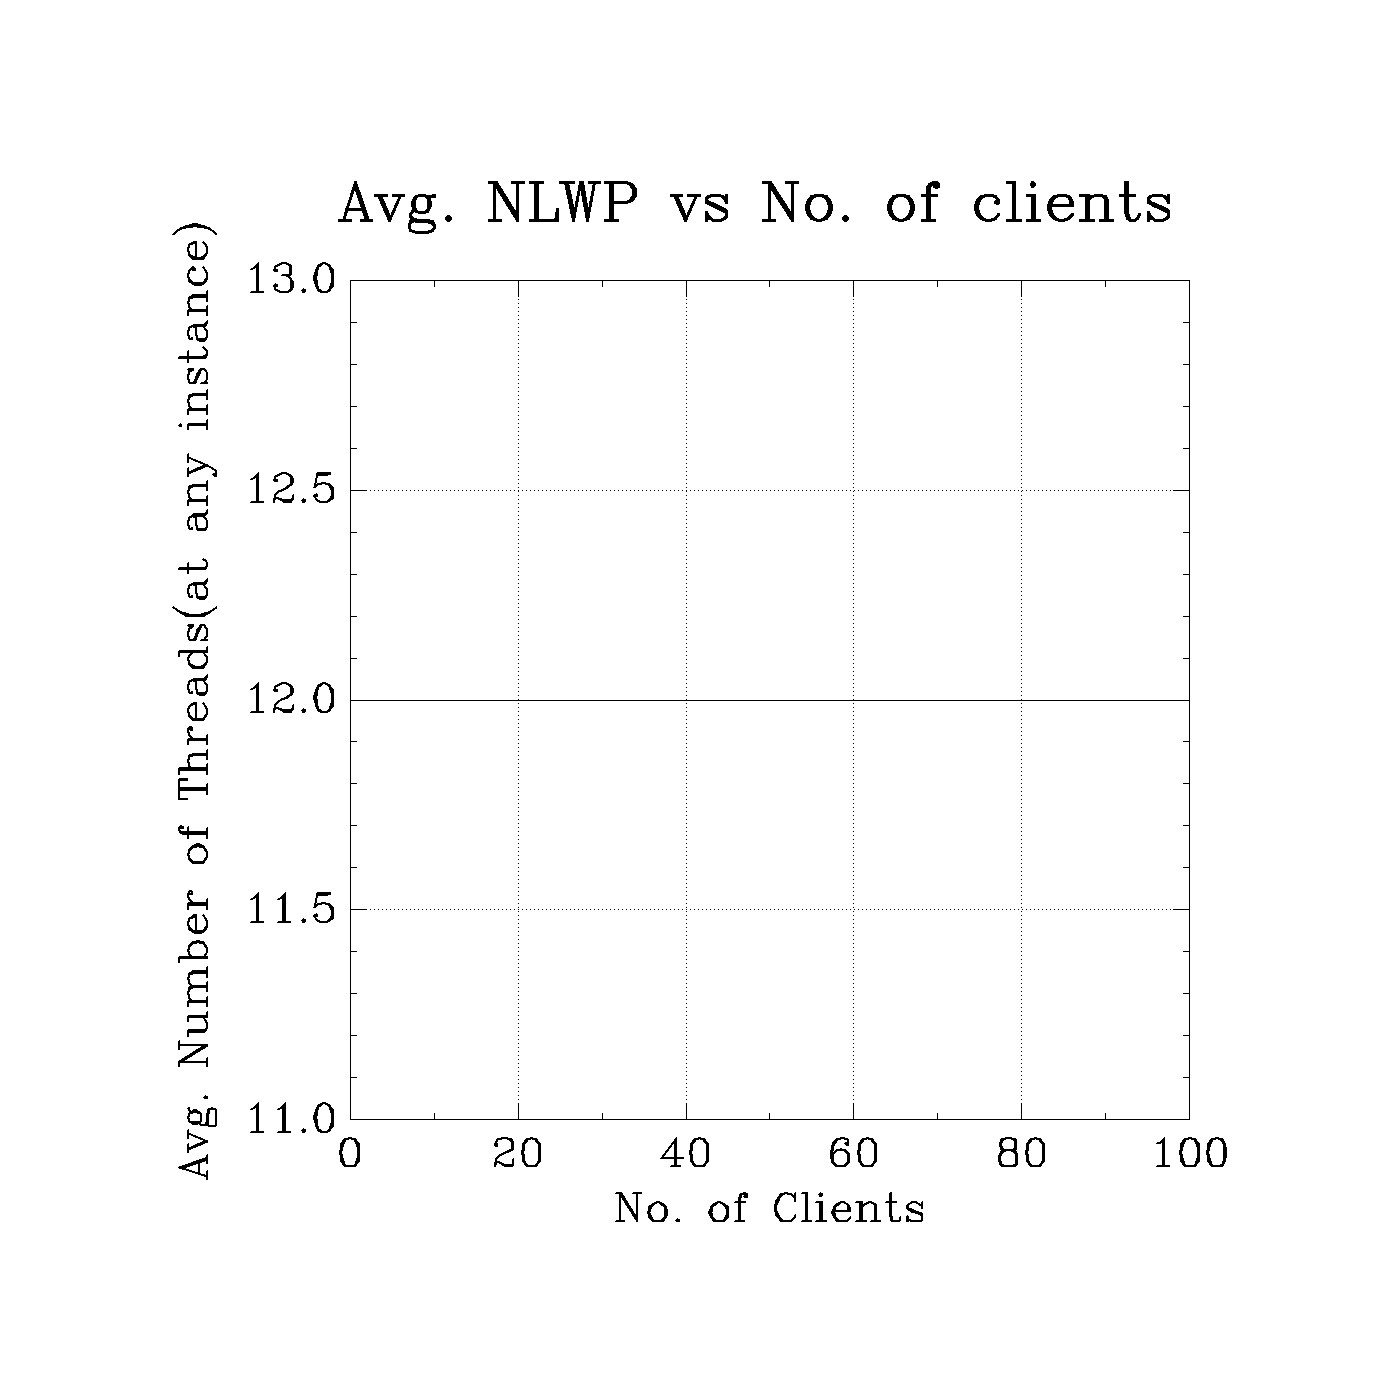 Avg. NLWP vs No. of clients
Avg. Number of Threads(at any instance)
13.0
12.5
12.0
11.5
11.0
0 20 40 60 80 100
No. of Clients